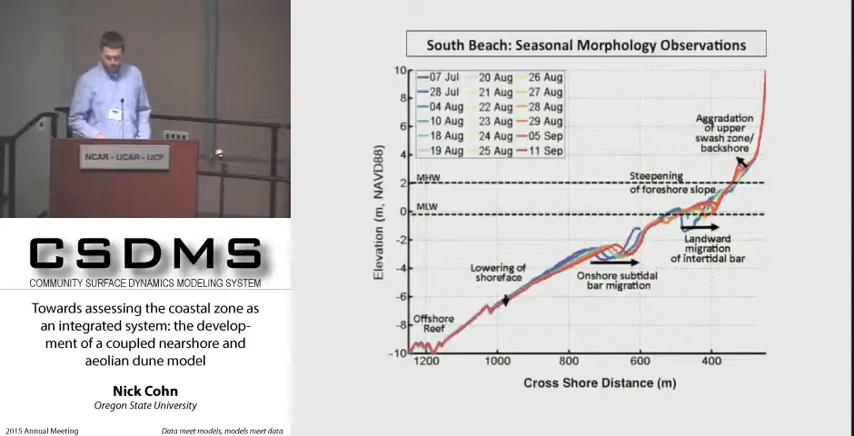 NCAR - UCAR - UCP
CSDMS
COMMUNITY SURFACE DYNAMICS MODELING SYSTEM
Towards assessing the coastal zone as
an integrated system: the develop-
ment of a coupled nearshore and
aeolian dune model
Nick Cohn
Oregon State University
2015 Annual Meeting
Data meet models, models meet data
South Beach: Seasonal Morphology Observations
07 Jul 20 Aug 26 Aug
28 Jul 21 Aug 27 Aug
04 Aug 22 Aug 28 Aug
10 Aug 23 Aug 29 Aug
18 Aug 24 Aug 05 Sep
19 Aug 25 Aug 11 Sep
Aggradation
of upper
swash zone/
backshore
MHW
Steepening
of foreshore slope
MLW
Landward
migration
of intertidal bar
Lowering of
shoreface
Onshore subtidal
bar migration
Offshore
Reef
Elevation (m, NAVD88)
10
8
6
4
2
0
-2
-4
-6
-8
-10
1200 1000 800 600 400
Cross Shore Distance (m)